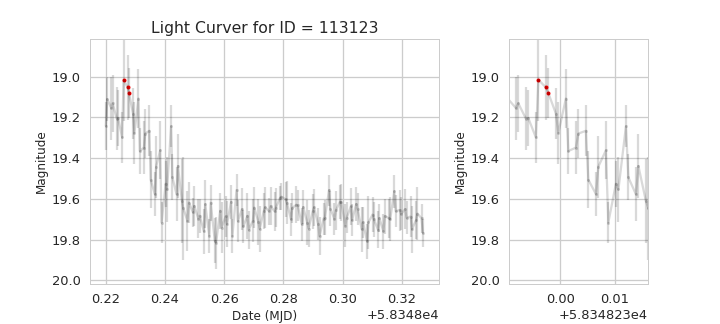 Light Curver for ID = 113123
Magnitude
19.0
19.2
19.4
19.6
19.8
20.0
0.22 0.24 0.26 0.28 0.30 0.32
Date (MJD)
+5.8348e4
Magnitude
19.0
19.2
19.4
19.6
19.8
20.0
0.00 0.01
+5.834823e4